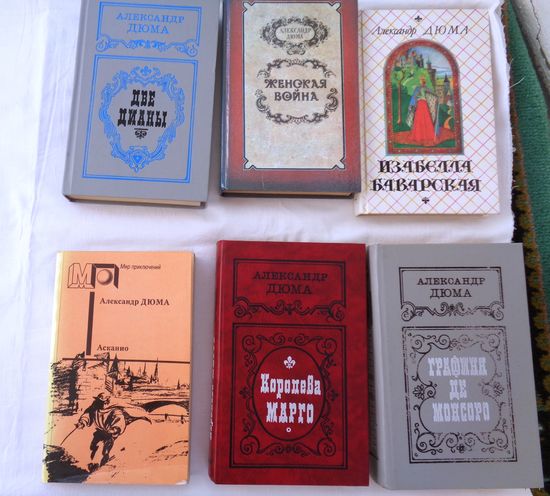 АЛЕКСАНДР
ДЮМА
ДВЕ
ДИАНЫ
АЛЕКСАНДР
ДЮМА
ЖЕНСКАЯ
ВОЙНА
Александр ДЮМА
ИЗАБЕЛЛА
БАВАРСКАЯ
МП
Мир приключений
Александр ДЮМА
Асканио
АЛЕКСАНДР
ДЮМА
Королева
МАРГО
АЛЕКСАНДР
ДЮМА
ГРАФИНЯ
ДЕ
МОНСОРО